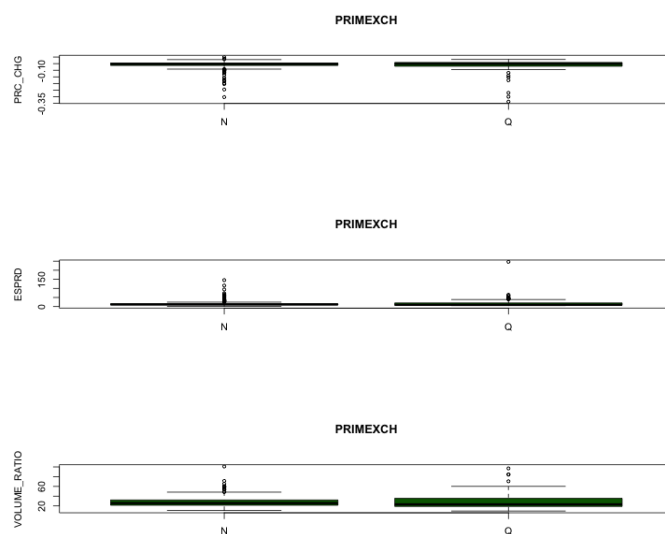 PRIMEXCH
PRC_CHG
-0.10
-0.35
N
Q
PRIMEXCH
ESPRD
150
0
N
Q
PRIMEXCH
VOLUME_RATIO
60
20
N
Q